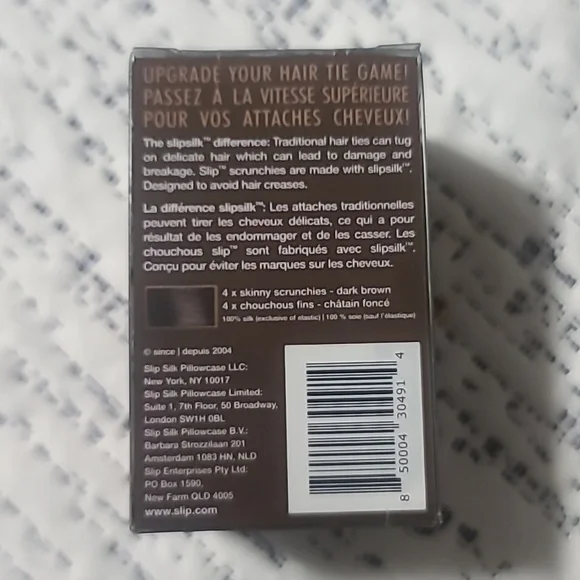 UPGRADE YOUR HAIR TIE GAME!
PASSEZ À LA VITESSE SUPÉRIEURE
POUR VOS ATTACHES CHEVEUX!
The slipsilk™ difference: Traditional hair ties can tug
on delicate hair which can lead to damage and
breakage. Slip™ scrunchies are made with slipsilk™.
Designed to avoid hair creases.
La différence slipsilk™: Les attaches traditionnelles
peuvent tirer les cheveux délicats, ce qui a pour
résultat de les endommager et de les casser. Les
chouchous slip™ sont fabriqués avec slipsilk™.
Conçu pour éviter les marques sur les cheveux.
4 x skinny scrunchies - dark brown
4 x chouchous fins - châtain foncé
100% silk (exclusive of elastic) | 100 % soie (sauf l'élastique)
© since | depuis 2004
Slip Silk Pillowcase LLC:
New York, NY 10017
Slip Silk Pillowcase Limited:
Suite 1, 7th Floor, 50 Broadway,
London SW1H 0BL
Slip Silk Pillowcase B.V.:
Barbara Strozzilaan 201
Amsterdam 1083 HN, NLD
Slip Enterprises Pty Ltd:
PO Box 1590,
New Farm QLD 4005
www.slip.com
8 50004 30491 4